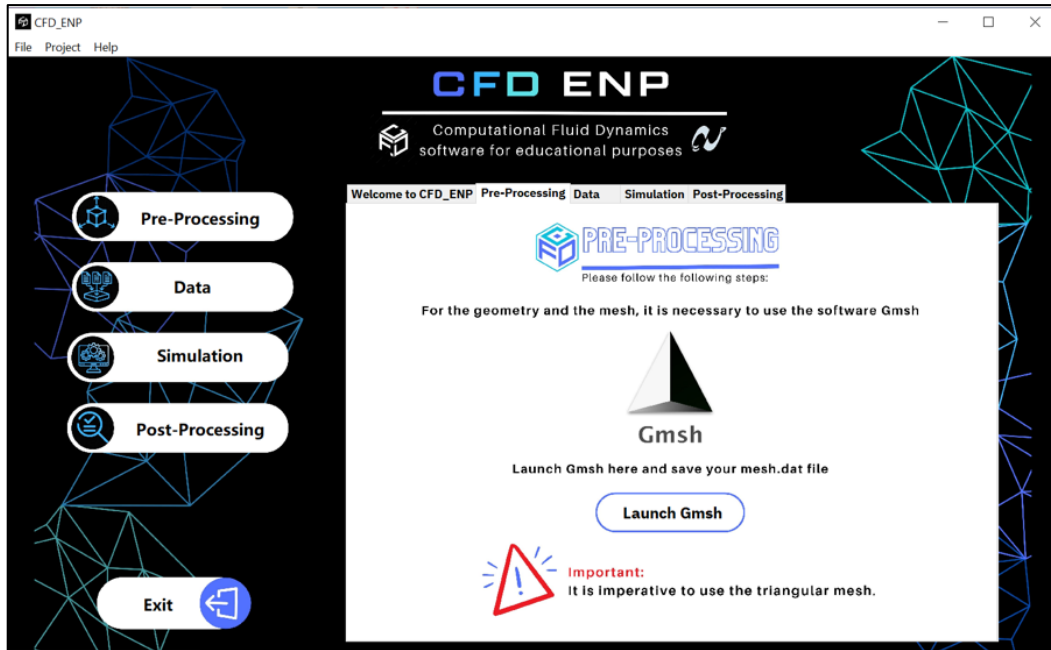 CFD_ENP
File Project Help
CFD ENP
Computational Fluid Dynamics
software for educational purposes
Welcome to CFD_ENP Pre-Processing Data Simulation Post-Processing
Pre-Processing
Data
Simulation
Post-Processing
Exit
CFD
PRE-PROCESSING
Please follow the following steps:
For the geometry and the mesh, it is necessary to use the software Gmsh
Gmsh
Launch Gmsh here and save your mesh.dat file
Launch Gmsh
Important:
It is imperative to use the triangular mesh.